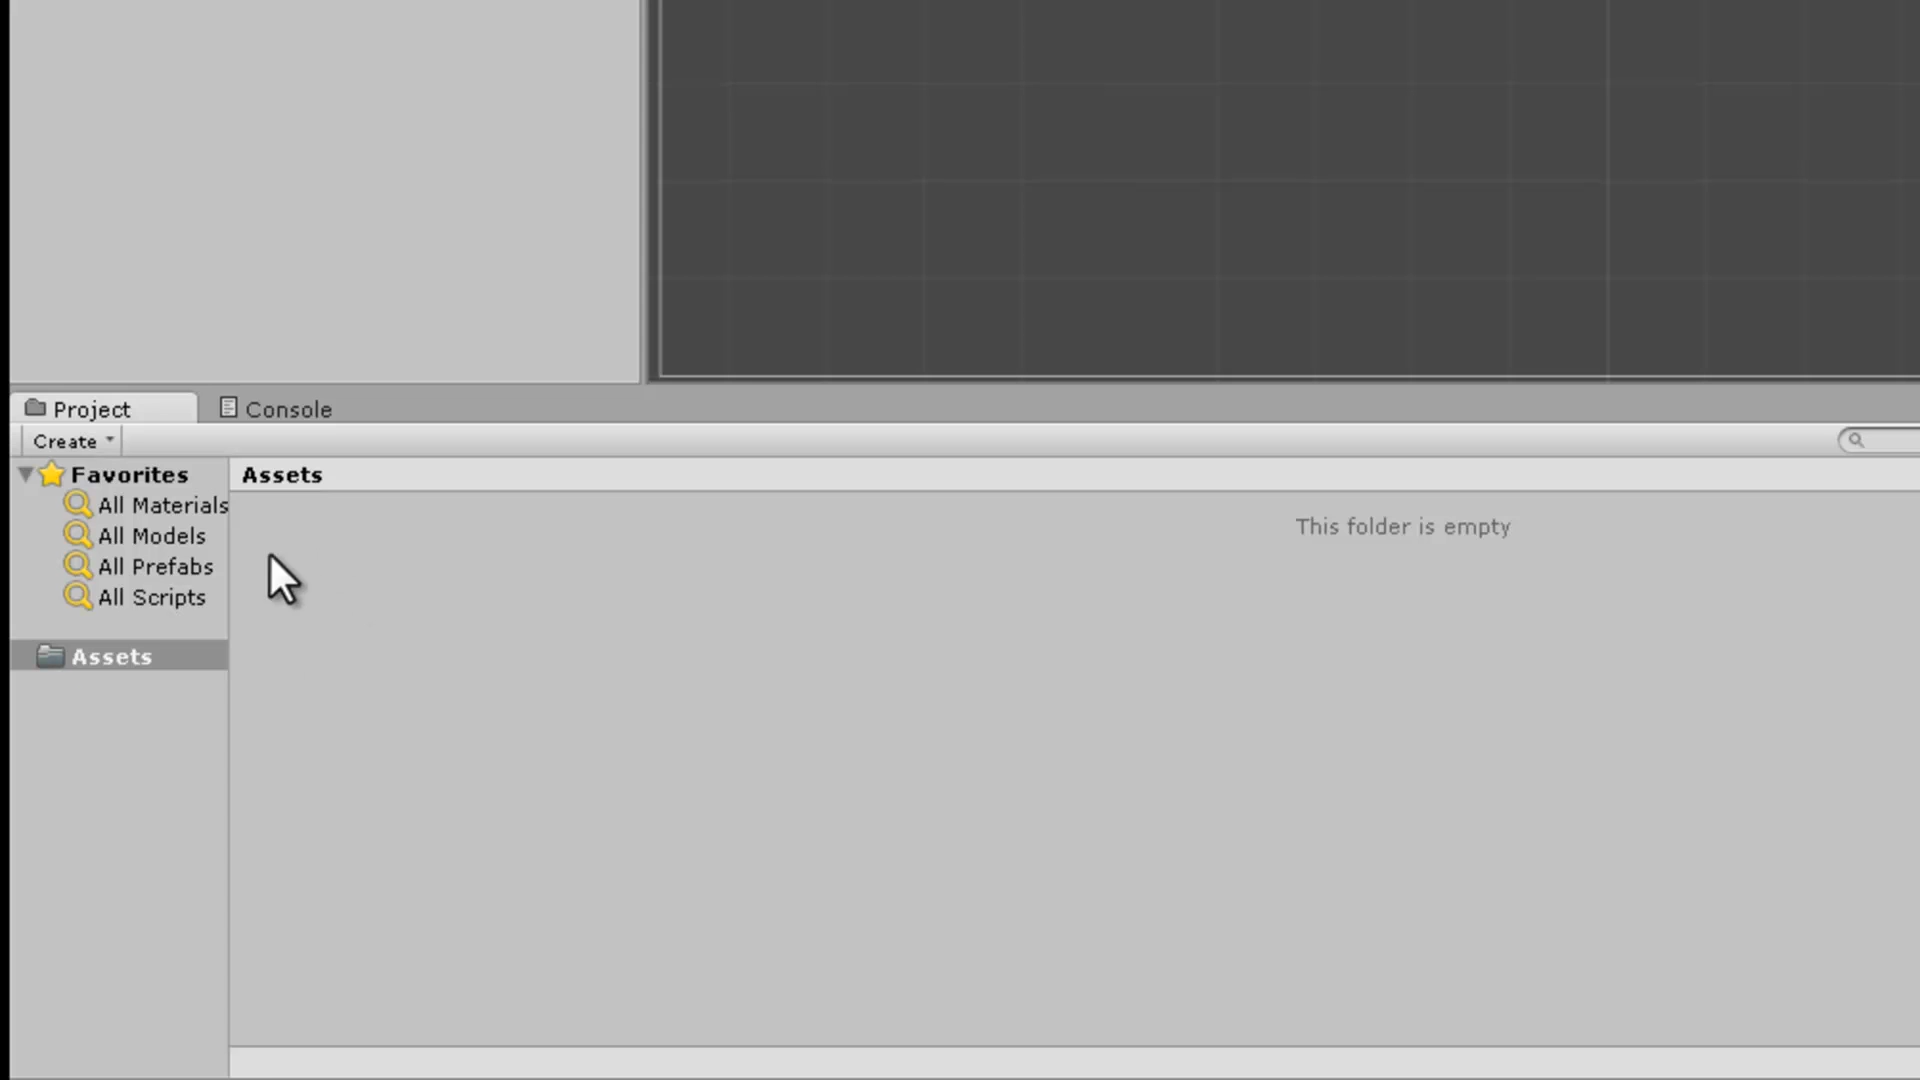 Project
Console
Create
Favorites
Assets
All Materials
This folder is empty
All Models
All Prefabs
All Scripts
Assets